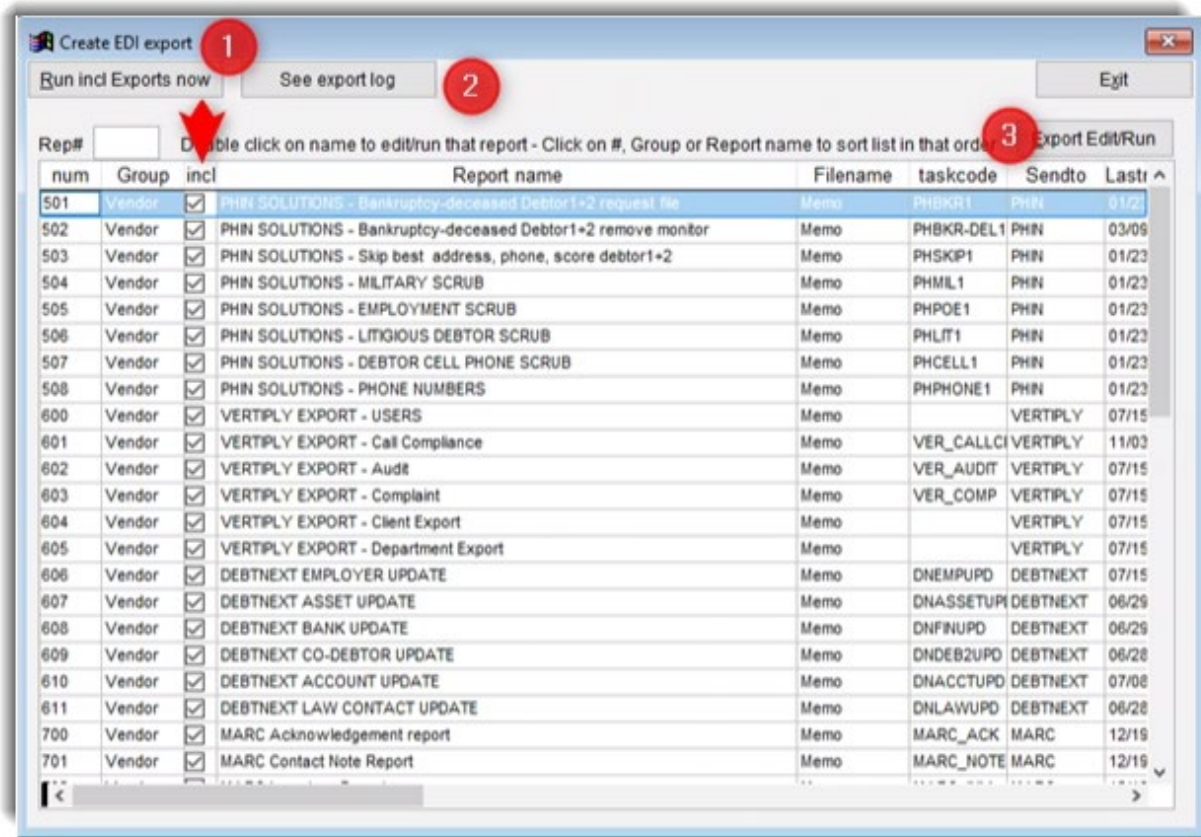 Create EDI export 1
Run incl Exports now See export log 2 Exit
Rep# Double click on name to edit/run that report - Click on #, Group or Report name to sort list in that order 3 Export Edit/Run
num Group incl Report name Filename taskcode Sendto Lastr
501 Vendor PHIN SOLUTIONS - Bankruptcy-deceased Debtor1+2 request file Memo PHBKR1 PHIN 01/23
502 Vendor PHIN SOLUTIONS - Bankruptcy-deceased Debtor1+2 remove monitor Memo PHBKR-DEL1 PHIN 03/09
503 Vendor PHIN SOLUTIONS - Skip best address, phone, score debtor1+2 Memo PHSKIP1 PHIN 01/23
504 Vendor PHIN SOLUTIONS - MILITARY SCRUB Memo PHMIL1 PHIN 01/23
505 Vendor PHIN SOLUTIONS - EMPLOYMENT SCRUB Memo PHPOE1 PHIN 01/23
506 Vendor PHIN SOLUTIONS - LITIGIOUS DEBTOR SCRUB Memo PHLIT1 PHIN 01/23
507 Vendor PHIN SOLUTIONS - DEBTOR CELL PHONE SCRUB Memo PHCELL1 PHIN 01/23
508 Vendor PHIN SOLUTIONS - PHONE NUMBERS Memo PHPHONE1 PHIN 01/23
600 Vendor VERTIPLY EXPORT - USERS Memo VERTIPLY 07/15
601 Vendor VERTIPLY EXPORT - Call Compliance Memo VER_CALLC VERTIPLY 11/03
602 Vendor VERTIPLY EXPORT - Audit Memo VER_AUDIT VERTIPLY 07/15
603 Vendor VERTIPLY EXPORT - Complaint Memo VER_COMP VERTIPLY 07/15
604 Vendor VERTIPLY EXPORT - Client Export Memo VERTIPLY 07/15
605 Vendor VERTIPLY EXPORT - Department Export Memo VERTIPLY 07/15
606 Vendor DEBTNEXT EMPLOYER UPDATE Memo DNEMPUPD DEBTNEXT 07/15
607 Vendor DEBTNEXT ASSET UPDATE Memo DNASSETUP DEBTNEXT 06/29
608 Vendor DEBTNEXT BANK UPDATE Memo DNFINUPD DEBTNEXT 06/29
609 Vendor DEBTNEXT CO-DEBTOR UPDATE Memo DNDEB2UPD DEBTNEXT 06/28
610 Vendor DEBTNEXT ACCOUNT UPDATE Memo DNACCTUPD DEBTNEXT 07/08
611 Vendor DEBTNEXT LAW CONTACT UPDATE Memo DNLAWUPD DEBTNEXT 06/28
700 Vendor MARC Acknowledgement report Memo MARC_ACK MARC 12/19
701 Vendor MARC Contact Note Report Memo MARC_NOTE MARC 12/19